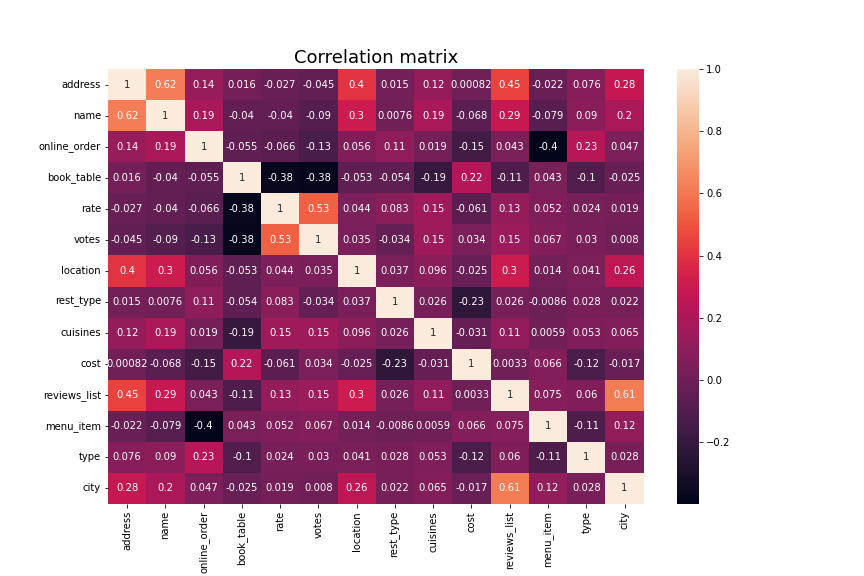 Correlation matrix
address 1 0.62 0.14 0.016 -0.027 -0.045 0.4 0.015 0.12 0.00082 0.45 -0.022 0.076 0.28
name 0.62 1 0.19 -0.04 -0.04 -0.09 0.3 0.0076 0.19 -0.068 0.29 -0.079 0.09 0.2
online_order 0.14 0.19 1 -0.055 -0.066 -0.13 0.056 0.11 0.019 -0.15 0.043 -0.4 0.23 0.047
book_table 0.016 -0.04 -0.055 1 -0.38 -0.38 -0.053 -0.054 -0.19 0.22 -0.11 0.043 -0.1 -0.025
rate -0.027 -0.04 -0.066 -0.38 1 0.53 0.044 0.083 0.15 -0.061 0.13 0.052 0.024 0.019
votes -0.045 -0.09 -0.13 -0.38 0.53 1 0.035 -0.034 0.15 0.034 0.15 0.067 0.03 0.008
location 0.4 0.3 0.056 -0.053 0.044 0.035 1 0.037 0.096 -0.025 0.3 0.014 0.041 0.26
rest_type 0.015 0.0076 0.11 -0.054 0.083 -0.034 0.037 1 0.026 -0.23 0.026 -0.0086 0.028 0.022
cuisines 0.12 0.19 0.019 -0.19 0.15 0.15 0.096 0.026 1 -0.031 0.11 0.0059 0.053 0.065
cost 0.00082 -0.068 -0.15 0.22 -0.061 0.034 -0.025 -0.23 -0.031 1 0.0033 0.066 -0.12 -0.017
reviews_list 0.45 0.29 0.043 -0.11 0.13 0.15 0.3 0.026 0.11 0.0033 1 0.075 0.06 0.61
menu_item -0.022 -0.079 -0.4 0.043 0.052 0.067 0.014 -0.0086 0.0059 0.066 0.075 1 -0.11 0.12
type 0.076 0.09 0.23 -0.1 0.024 0.03 0.041 0.028 0.053 -0.12 0.06 -0.11 1 0.028
city 0.28 0.2 0.047 -0.025 0.019 0.008 0.26 0.022 0.065 -0.017 0.61 0.12 0.028 1
address name online_order book_table rate votes location rest_type cuisines cost reviews_list menu_item type city
1.0
0.8
0.6
0.4
0.2
0.0
−0.2